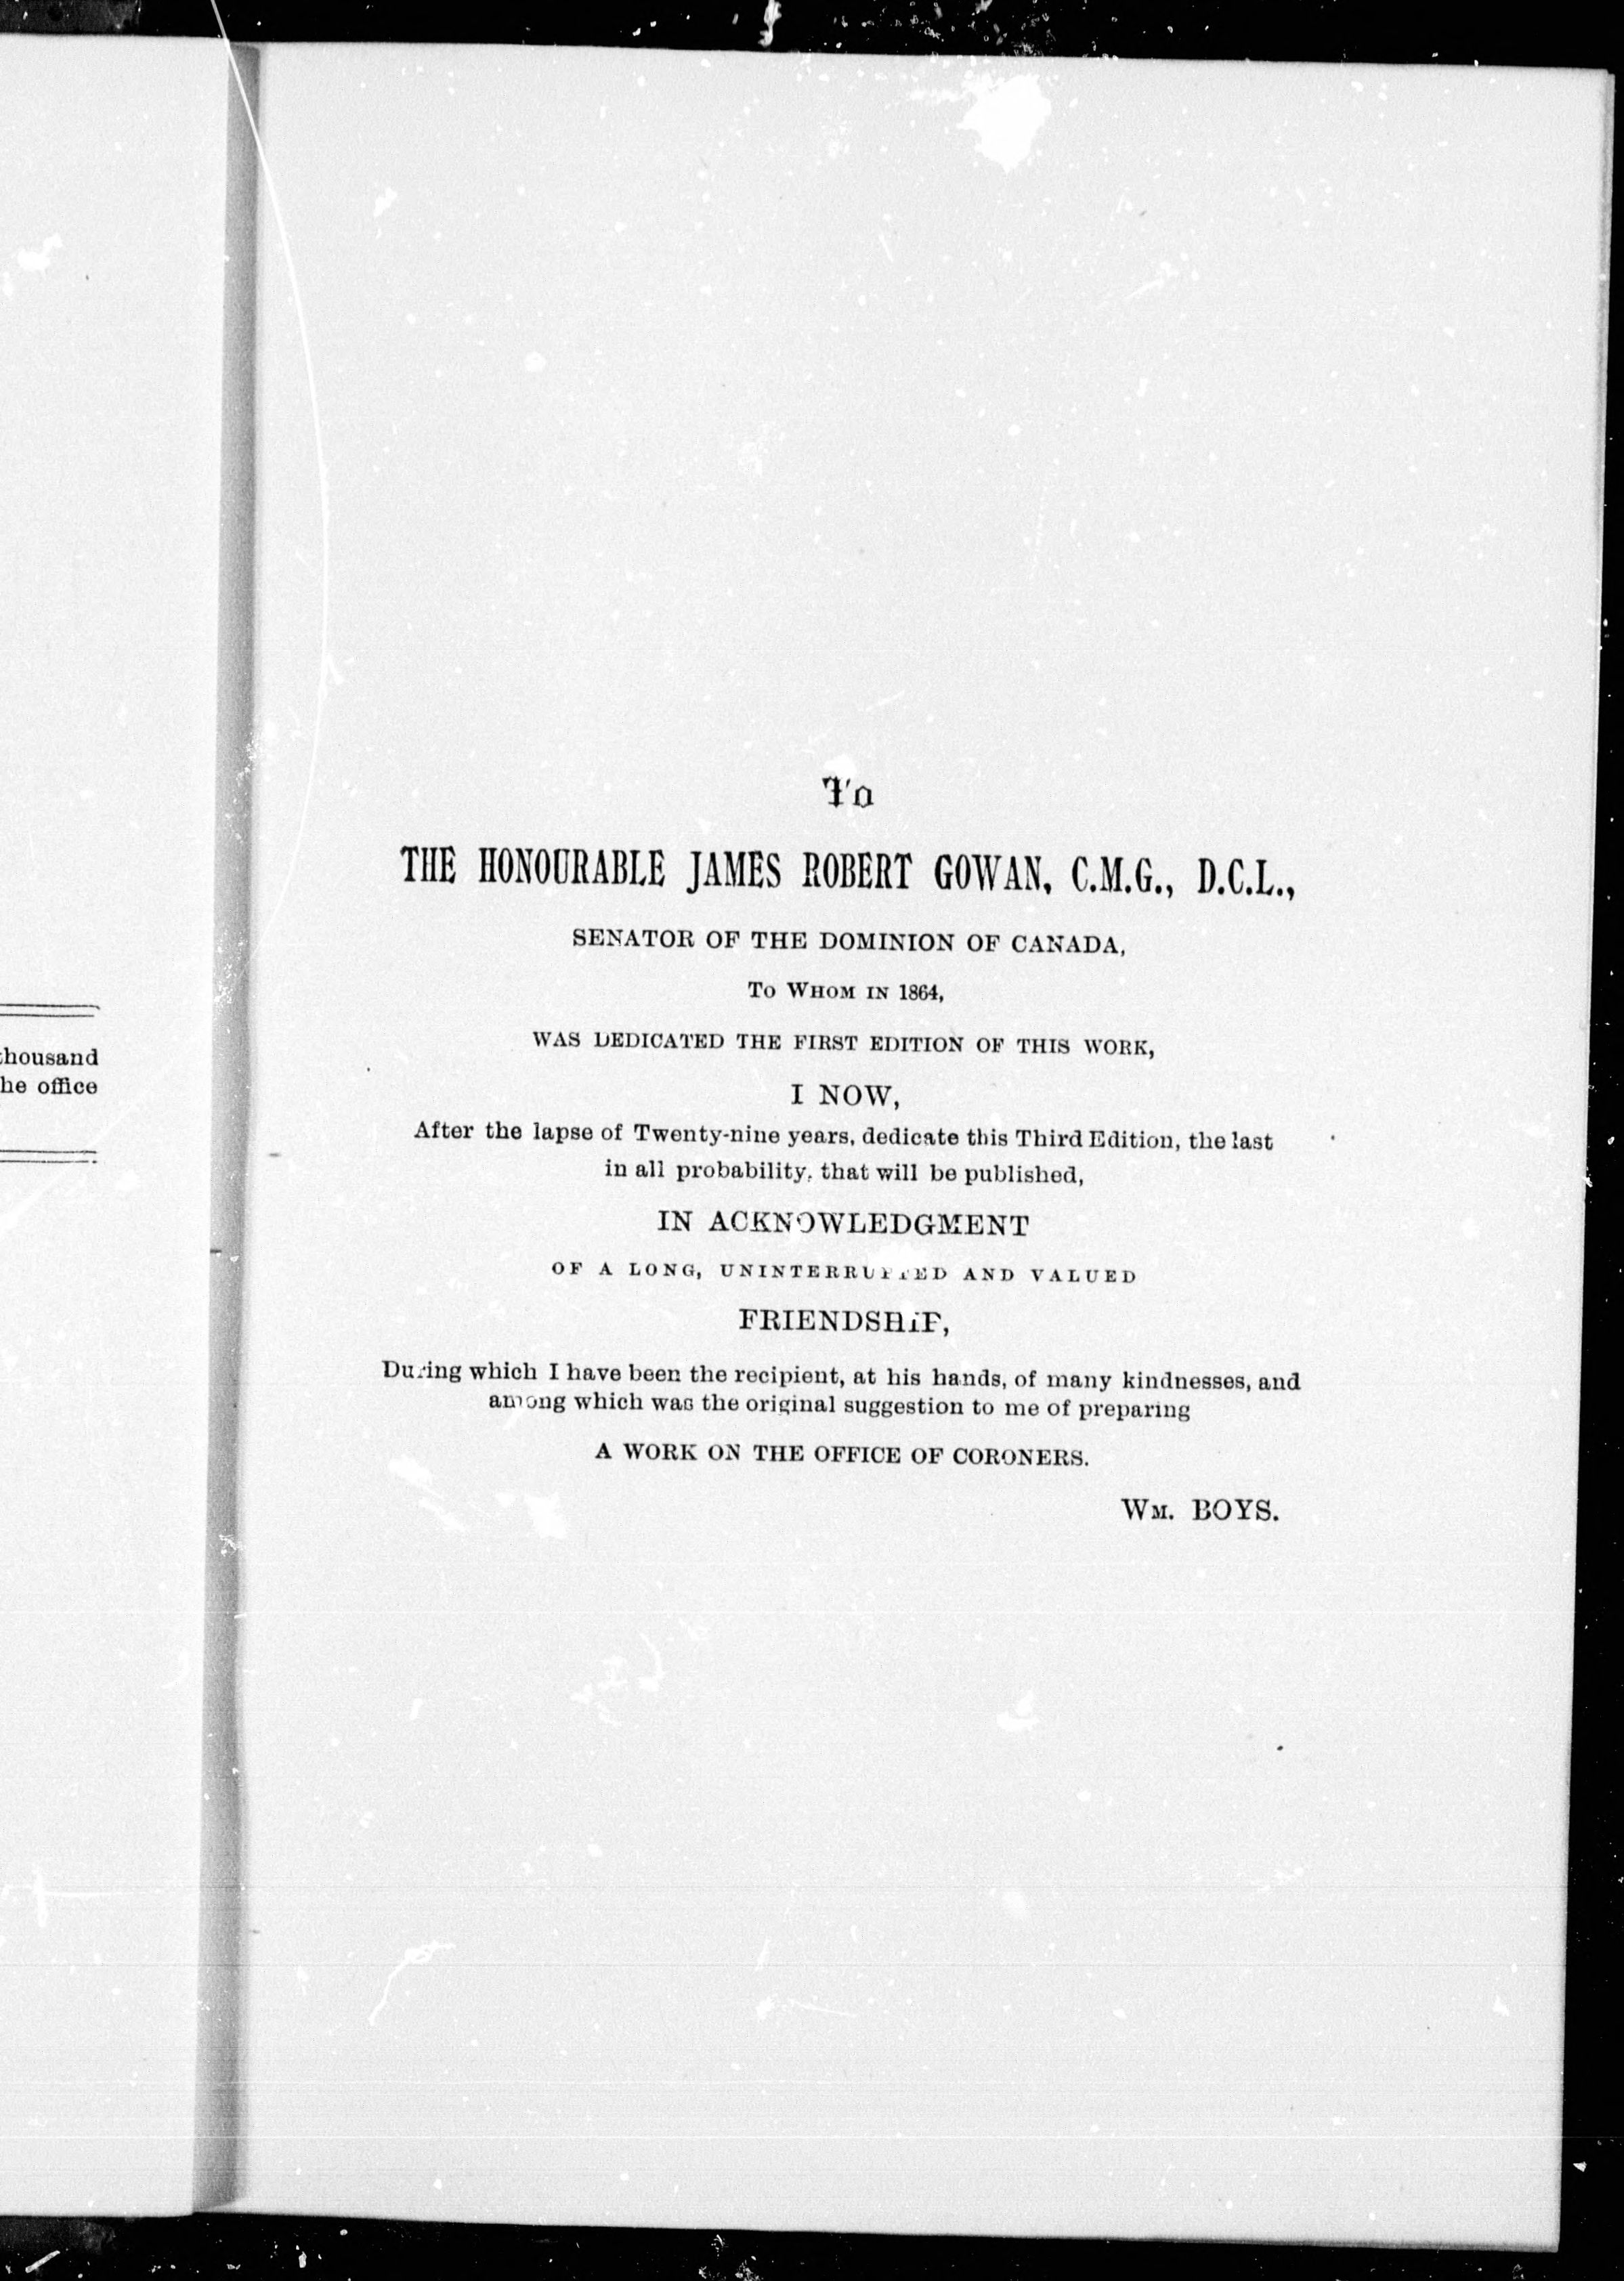 thousand
he office
To
THE HONOURABLE JAMES ROBERT GOWAN, C.M.G., D.C.L.,
SENATOR OF THE DOMINION OF CANADA,
TO WHOM IN 1864,
WAS DEDICATED THE FIRST EDITION OF THIS WORK,
I NOW,
After the lapse of Twenty-nine years, dedicate this Third Edition, the last
in all probability, that will be published,
IN ACKNOWLEDGMENT
OF A LONG, UNINTERRUPTED AND VALUED
FRIENDSHIP,
During which I have been the recipient, at his hands, of many kindnesses, and
among which was the original suggestion to me of preparing
A WORK ON THE OFFICE OF CORONERS.
WM. BOYS.